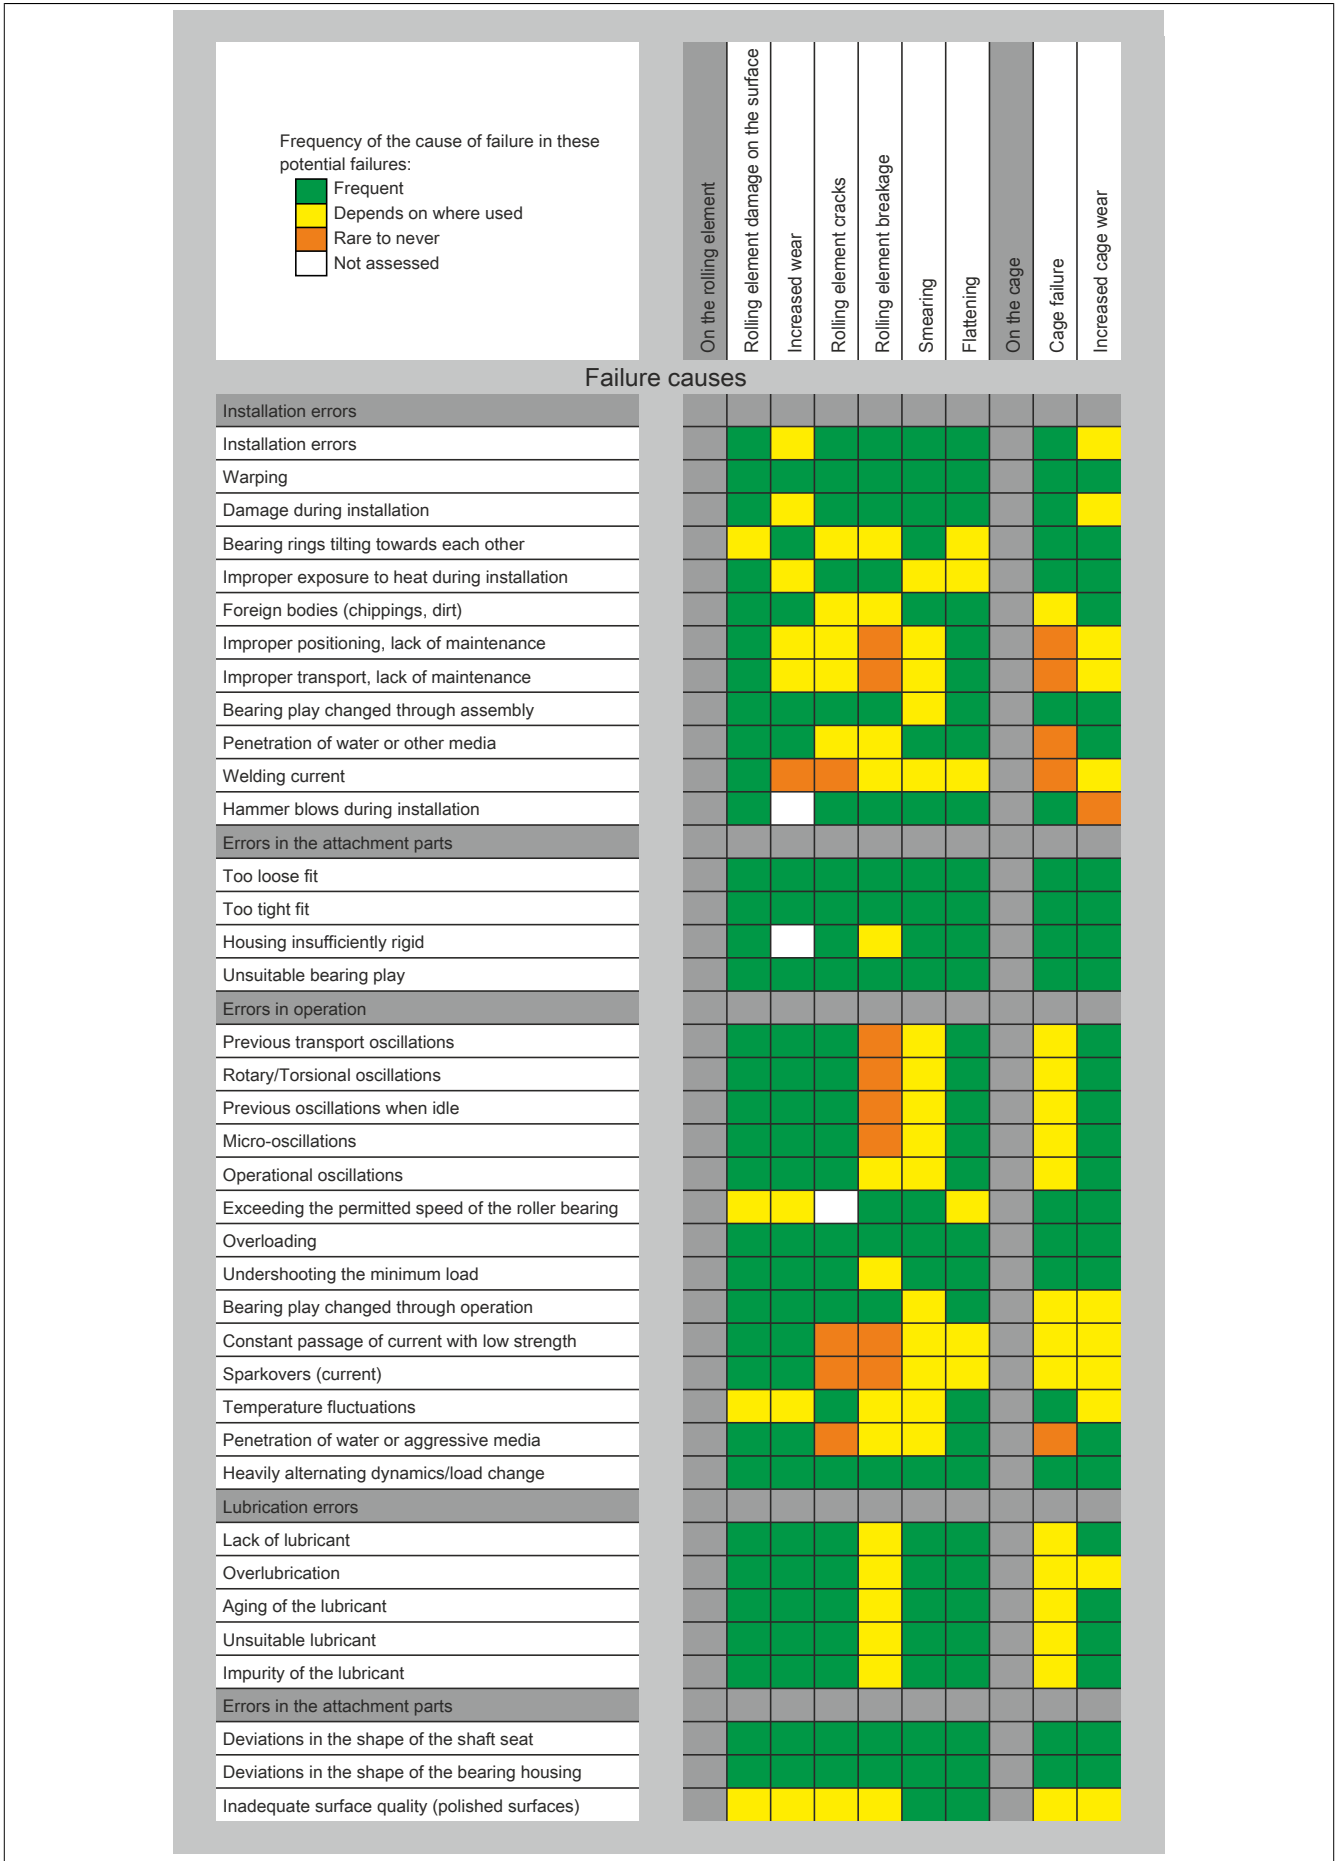 Frequency of the cause of failure in these
potential failures:
Frequent
Depends on where used
Rare to never
Not assessed
On the rolling element
Rolling element damage on the surface
Increased wear
Rolling element cracks
Rolling element breakage
Smearing
Flattening
On the cage
Cage failure
Increased cage wear
Failure causes
Installation errors
Installation errors
Warping
Damage during installation
Bearing rings tilting towards each other
Improper exposure to heat during installation
Foreign bodies (chippings, dirt)
Improper positioning, lack of maintenance
Improper transport, lack of maintenance
Bearing play changed through assembly
Penetration of water or other media
Welding current
Hammer blows during installation
Errors in the attachment parts
Too loose fit
Too tight fit
Housing insufficiently rigid
Unsuitable bearing play
Errors in operation
Previous transport oscillations
Rotary/Torsional oscillations
Previous oscillations when idle
Micro-oscillations
Operational oscillations
Exceeding the permitted speed of the roller bearing
Overloading
Undershooting the minimum load
Bearing play changed through operation
Constant passage of current with low strength
Sparkovers (current)
Temperature fluctuations
Penetration of water or aggressive media
Heavily alternating dynamics/load change
Lubrication errors
Lack of lubricant
Overlubrication
Aging of the lubricant
Unsuitable lubricant
Impurity of the lubricant
Errors in the attachment parts
Deviations in the shape of the shaft seat
Deviations in the shape of the bearing housing
Inadequate surface quality (polished surfaces)